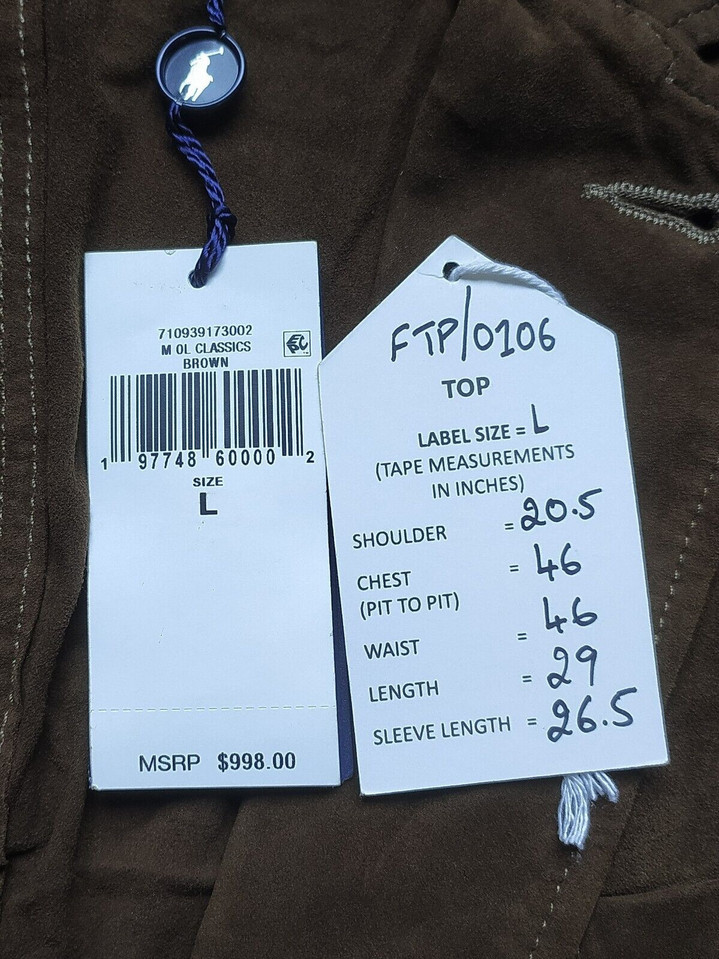 710939173002
M OL CLASSICS
BROWN
1 97748 60000 2
SIZE
L
MSRP $998.00
FTP/0106
TOP
LABEL SIZE = L
(TAPE MEASUREMENTS
IN INCHES)
SHOULDER = 20.5
CHEST = 46
(PIT TO PIT)
WAIST = 46
LENGTH = 29
SLEEVE LENGTH = 26.5